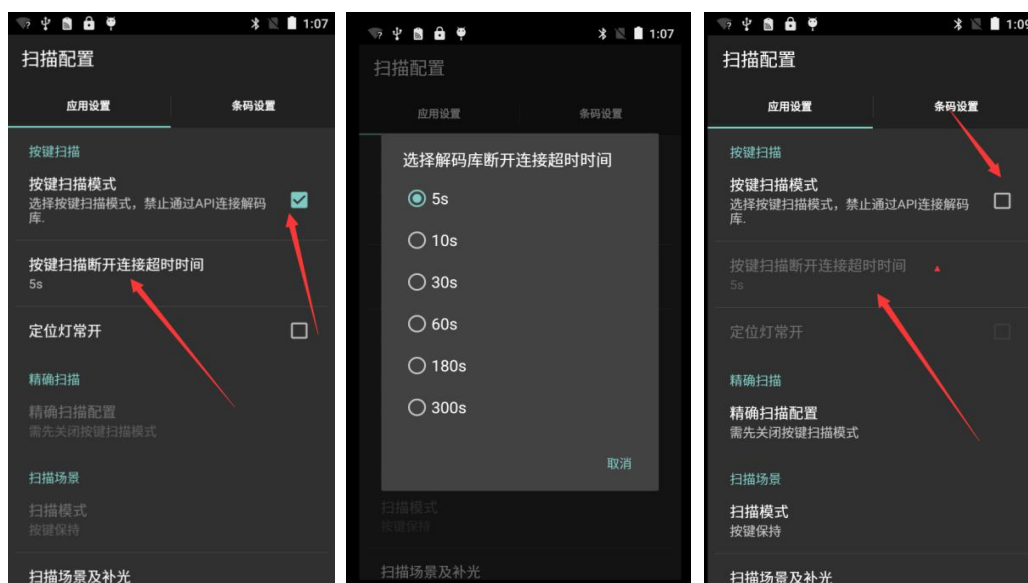 1:07
扫描配置
应用设置
条码设置
按键扫描
按键扫描模式
选择按键扫描模式，禁止通过API连接解码
库.
按键扫描断开连接超时时间
5s
定位灯常开
精确扫描
精确扫描配置
需先关闭按键扫描模式
扫描场景
扫描模式
按键保持
扫描场景及补光
1:07
扫描配置
应用设置
条码设置
选择解码库断开连接超时时间
5s
10s
30s
60s
180s
300s
取消
扫描模式
按键保持
扫描场景及补光
1:09
扫描配置
应用设置
条码设置
按键扫描
按键扫描模式
选择按键扫描模式，禁止通过API连接解码
库.
按键扫描断开连接超时时间
5s
定位灯常开
精确扫描
精确扫描配置
需先关闭按键扫描模式
扫描场景
扫描模式
按键保持
扫描场景及补光